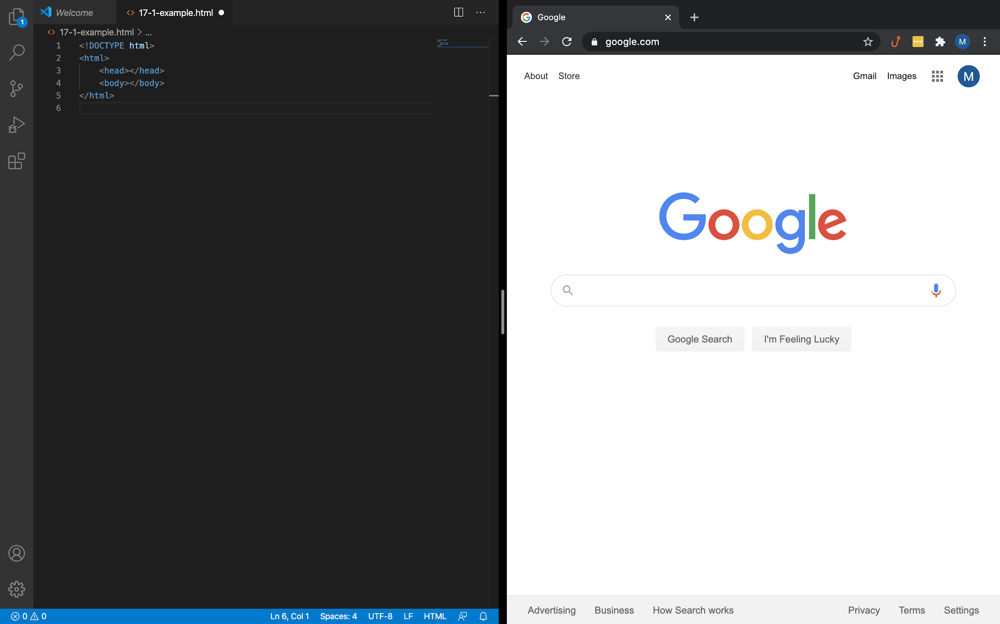 1
Welcome
17-1-example.html
...
17-1-example.html > ...
1 <!DOCTYPE html>
2 <html>
3     <head></head>
4     <body></body>
5 </html>
6
0 0
Ln 6, Col 1 Spaces: 4 UTF-8 LF HTML
Google
google.com
M
About Store
Gmail Images M
Google
Google Search I'm Feeling Lucky
Advertising Business How Search works
Privacy Terms Settings